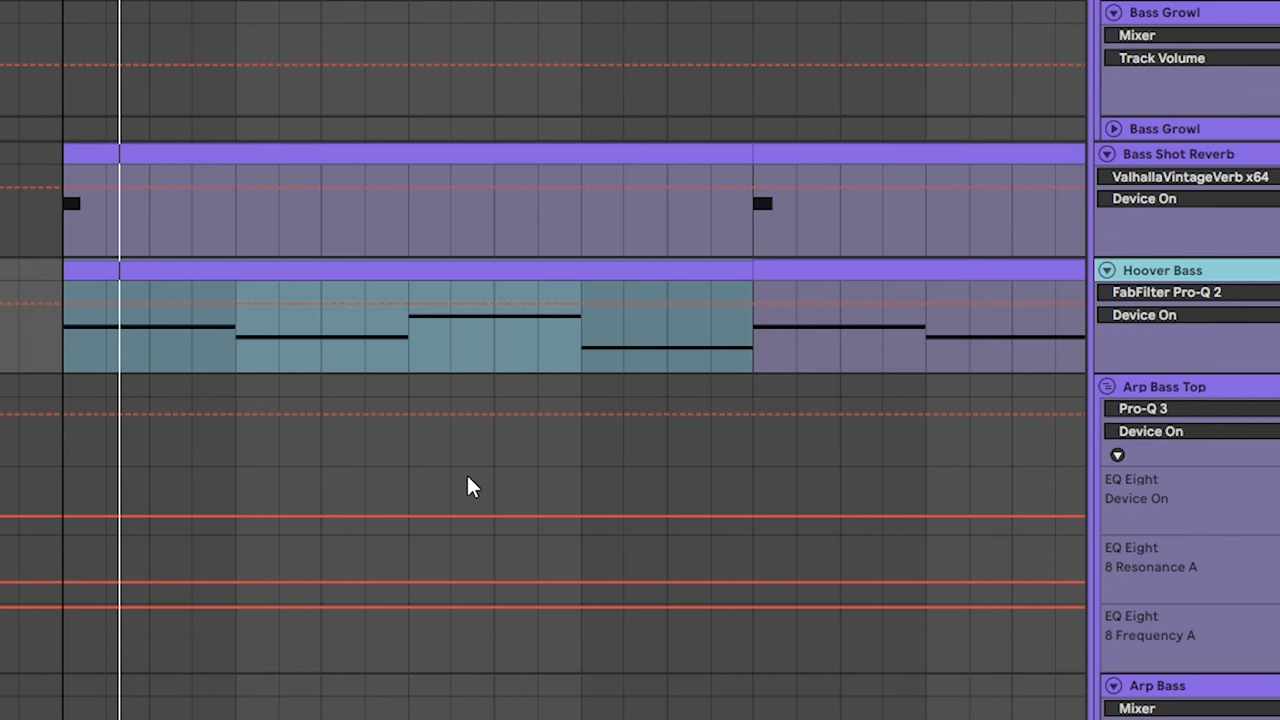 Bass Growl
Mixer
Track Volume
Bass Growl
Bass Shot Reverb
ValhallaVintageVerb x64
Device On
Hoover Bass
FabFilter Pro-Q 2
Device On
Arp Bass Top
Pro-Q 3
Device On
EQ Eight
Device On
EQ Eight
8 Resonance A
EQ Eight
8 Frequency A
Arp Bass
Mixer